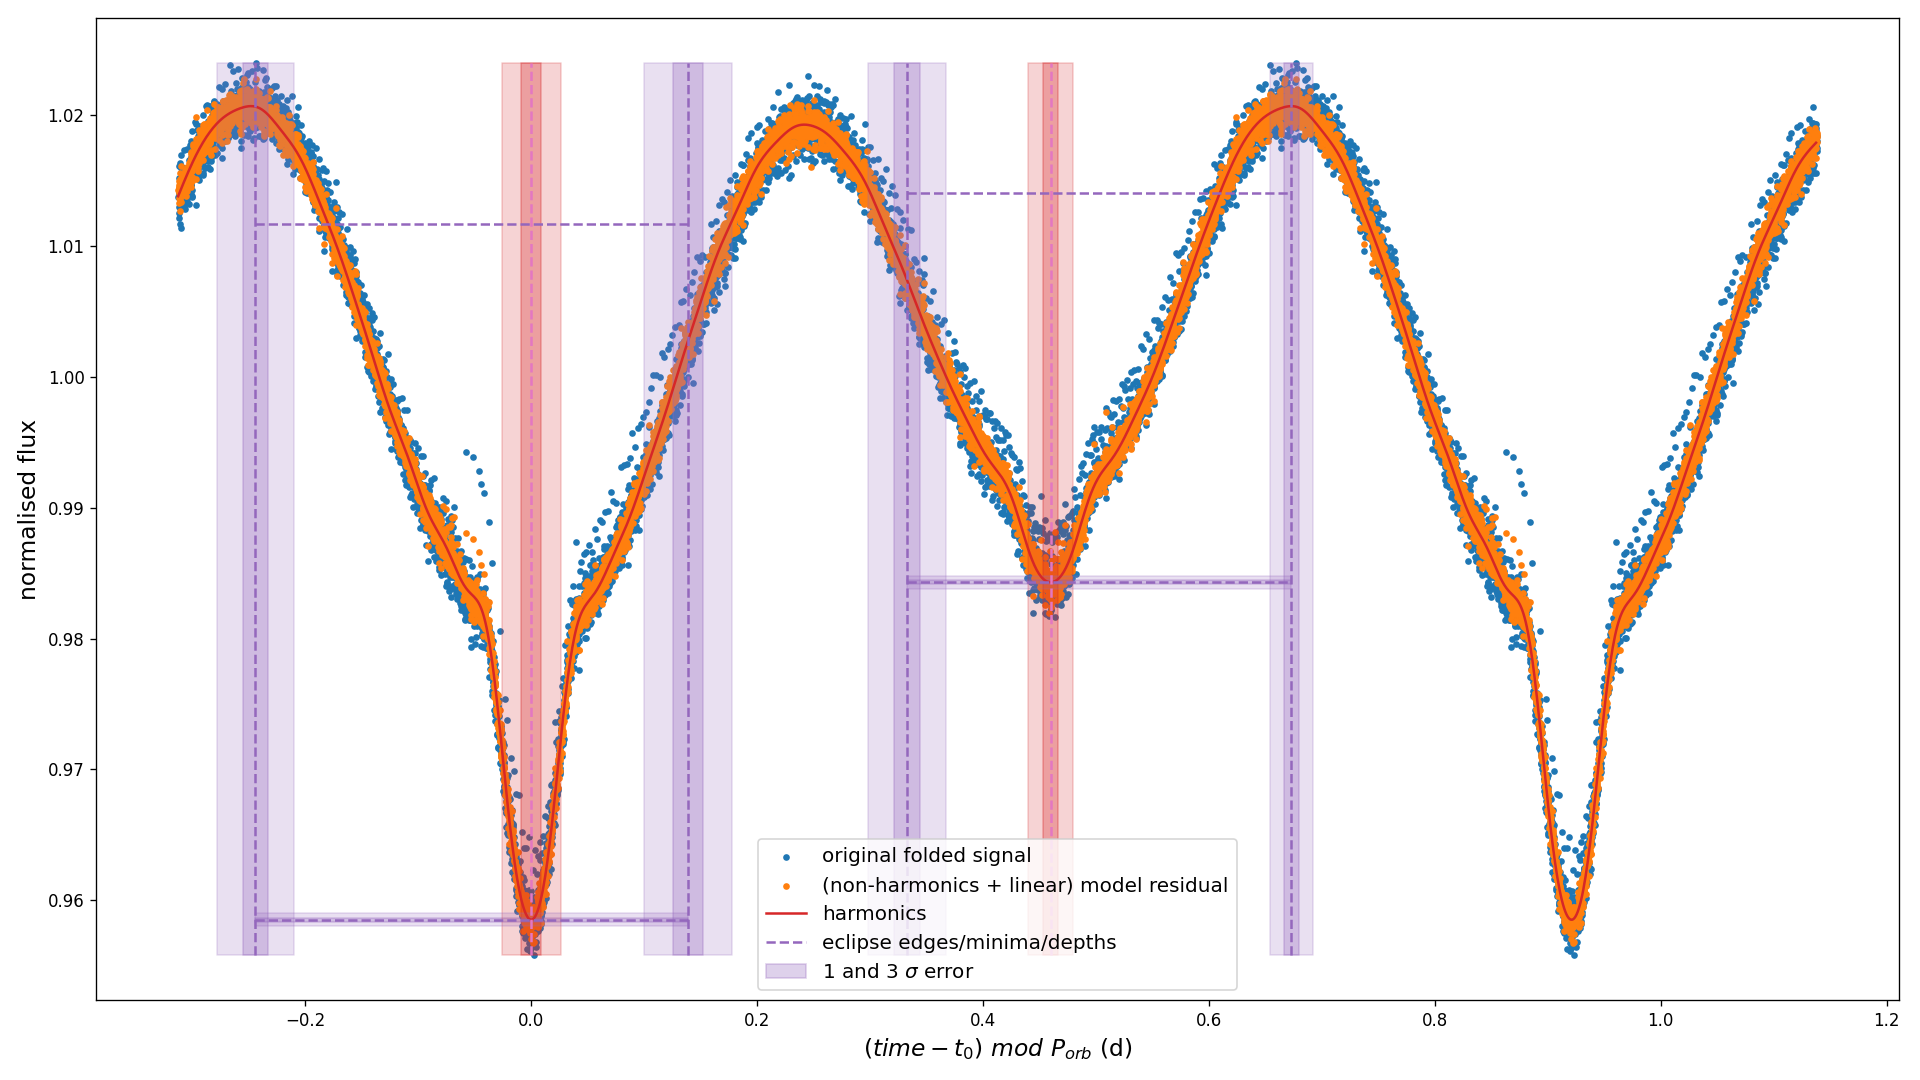 normalised flux
1.02
1.01
1.00
0.99
0.98
0.97
0.96
original folded signal
(non-harmonics + linear) model residual
harmonics
eclipse edges/minima/depths
1 and 3 σ error
−0.2
0.0
0.2
0.4
0.6
0.8
1.0
1.2
(time − t₀) mod P_orb (d)